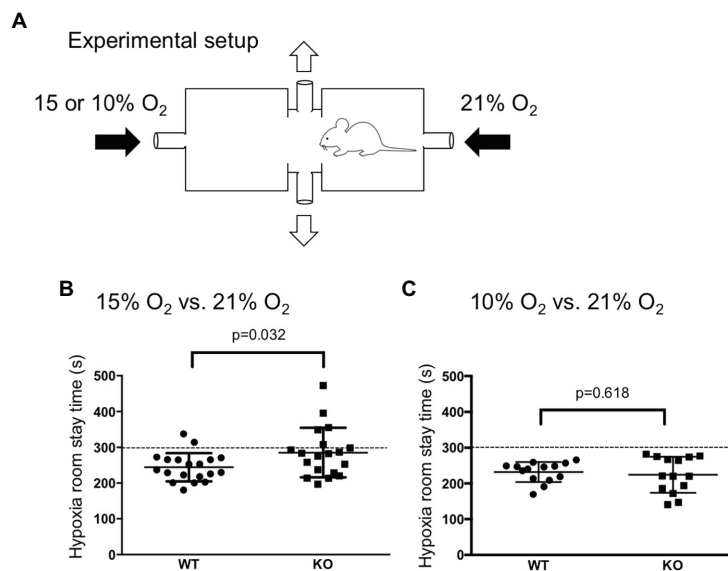 A
Experimental setup
15 or 10% O₂
21% O₂
B
15% O₂ vs. 21% O₂
p=0.032
Hypoxia room stay time (s)
500
400
300
200
100
0
WT
KO
C
10% O₂ vs. 21% O₂
p=0.618
Hypoxia room stay time (s)
500
400
300
200
100
0
WT
KO